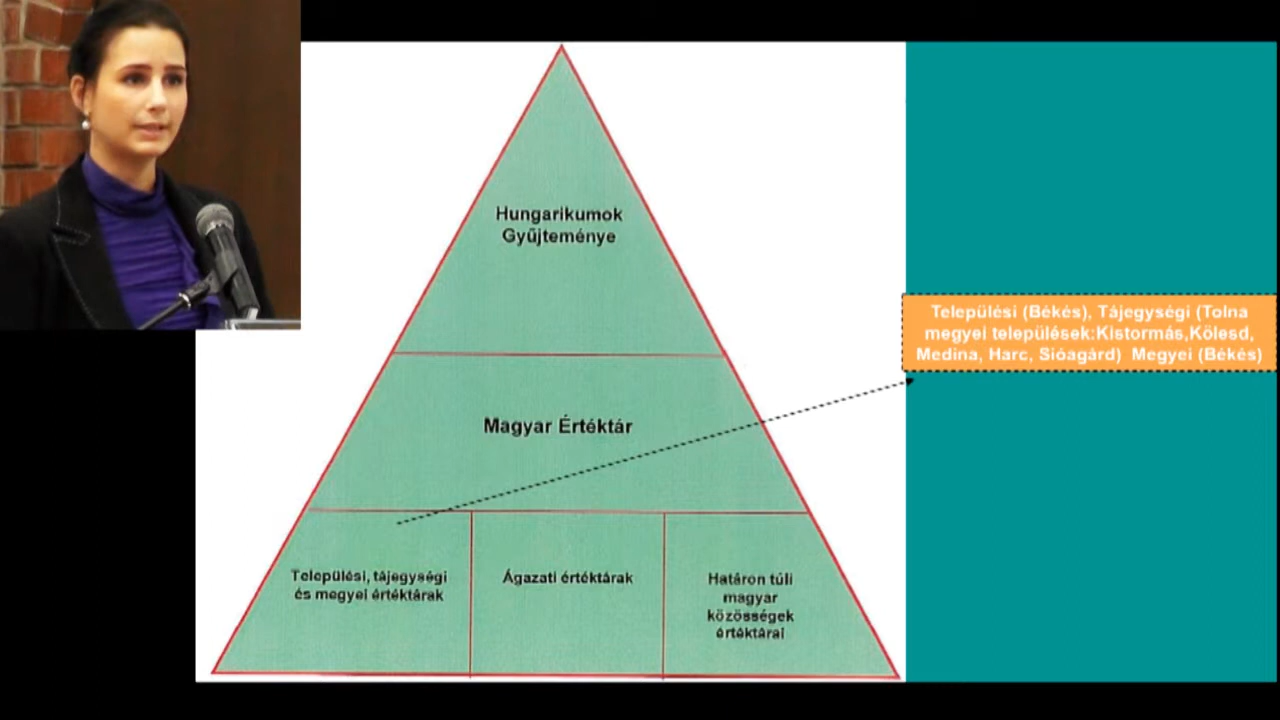 Hungarikumok
Gyűjteménye
Települési (Békés), Tájegységi (Tolna
megyei települések:Kistormás,Kölesd,
Medina, Harc, Sióagárd) Megyei (Békés)
Magyar Értéktár
Települési, tájegységi
és megyei értéktárak
Ágazati értéktárak
Határon túli
magyar
közösségek
értéktárai